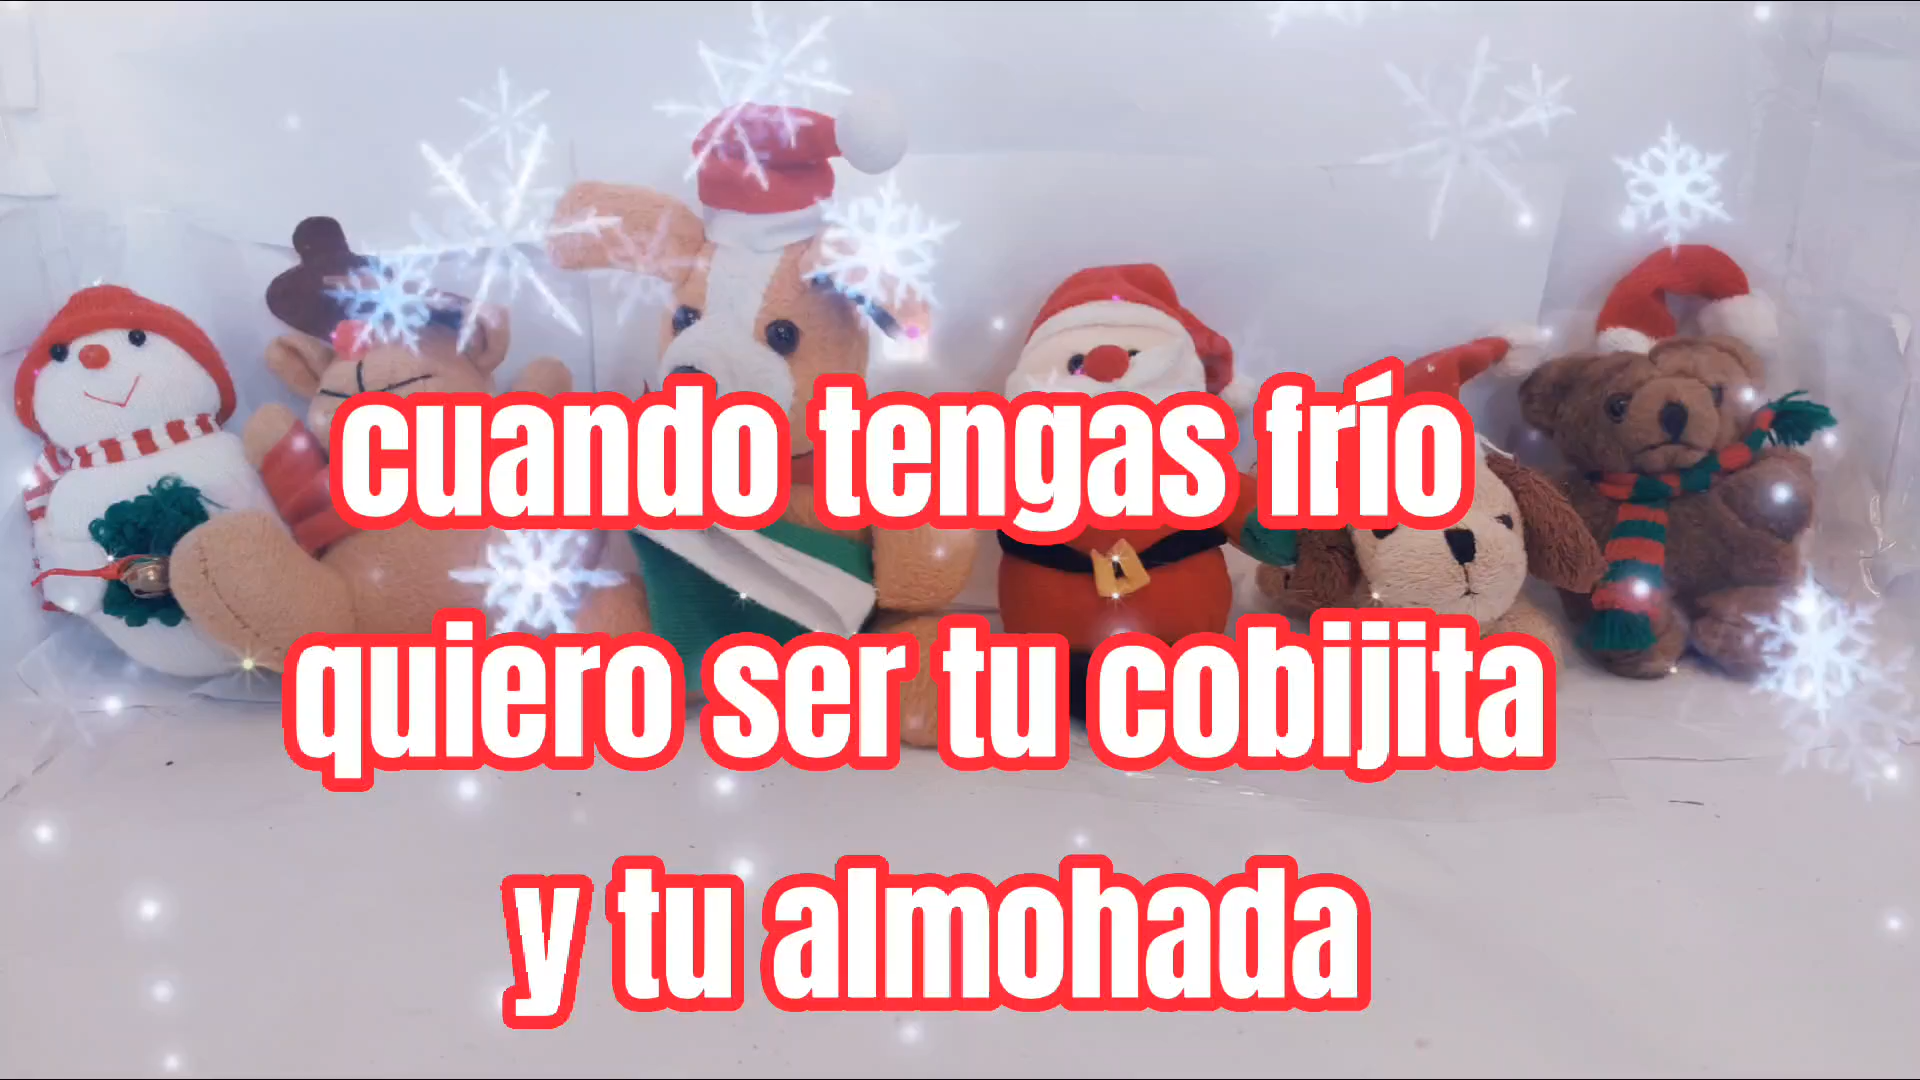 cuando tengas frío
quiero ser tu cobijita
y tu almohada